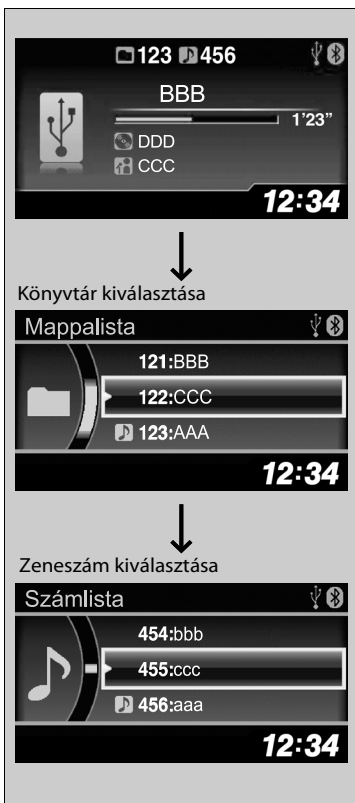 123 456
BBB
1'23"
DDD
CCC
12:34
Könyvtár kiválasztása
Mappalista
121:BBB
122:CCC
123:AAA
12:34
Zeneszám kiválasztása
Számlista
454:bbb
455:ccc
456:aaa
12:34